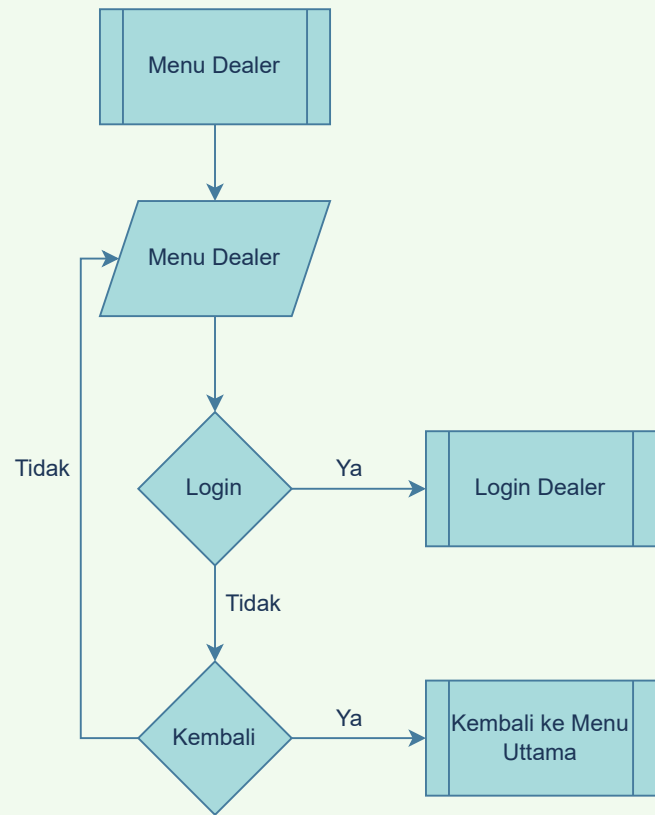 Menu Dealer
Menu Dealer
Tidak
Login
Ya
Login Dealer
Tidak
Kembali
Ya
Kembali ke Menu
Uttama